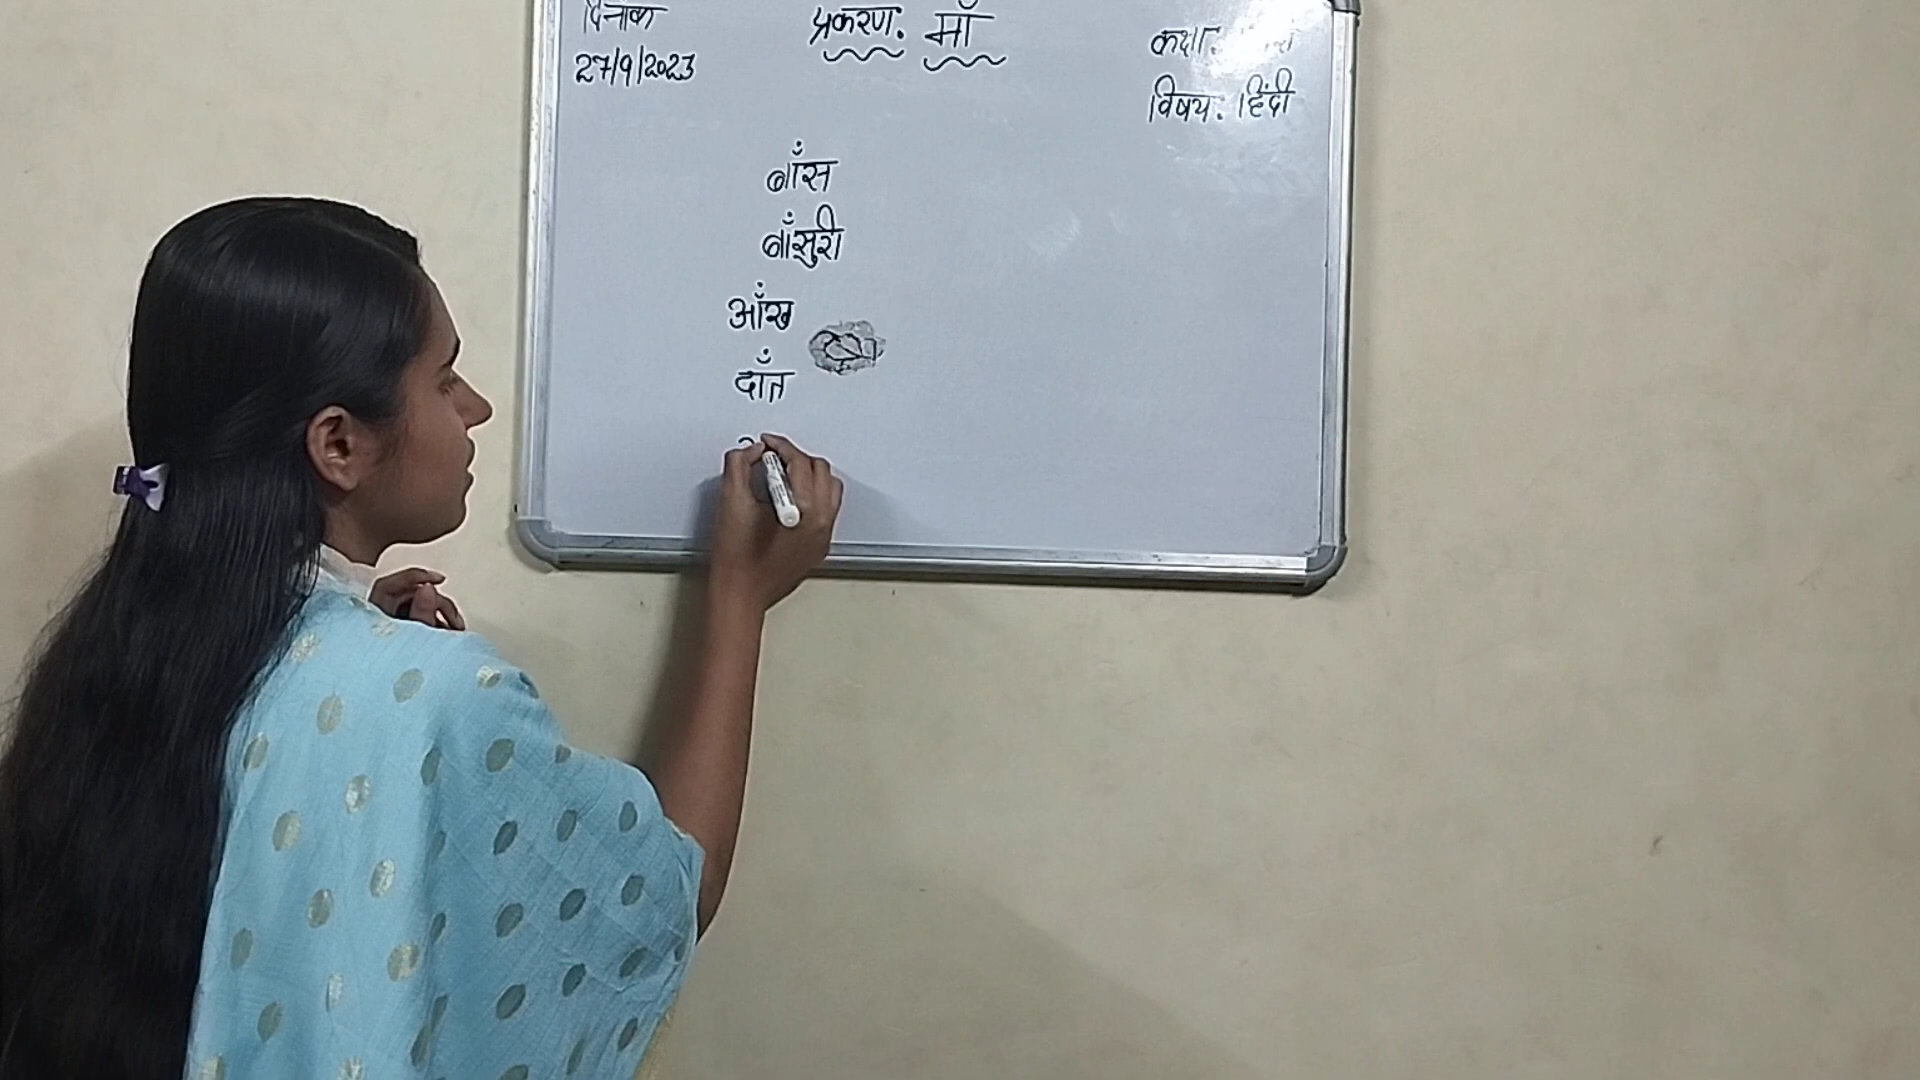 दिनांक
27/9/2023
प्रकरण. माँ
कक्षा.
विषय. हिंदी
बाँस
बाँसुरी
आँख
दाँत